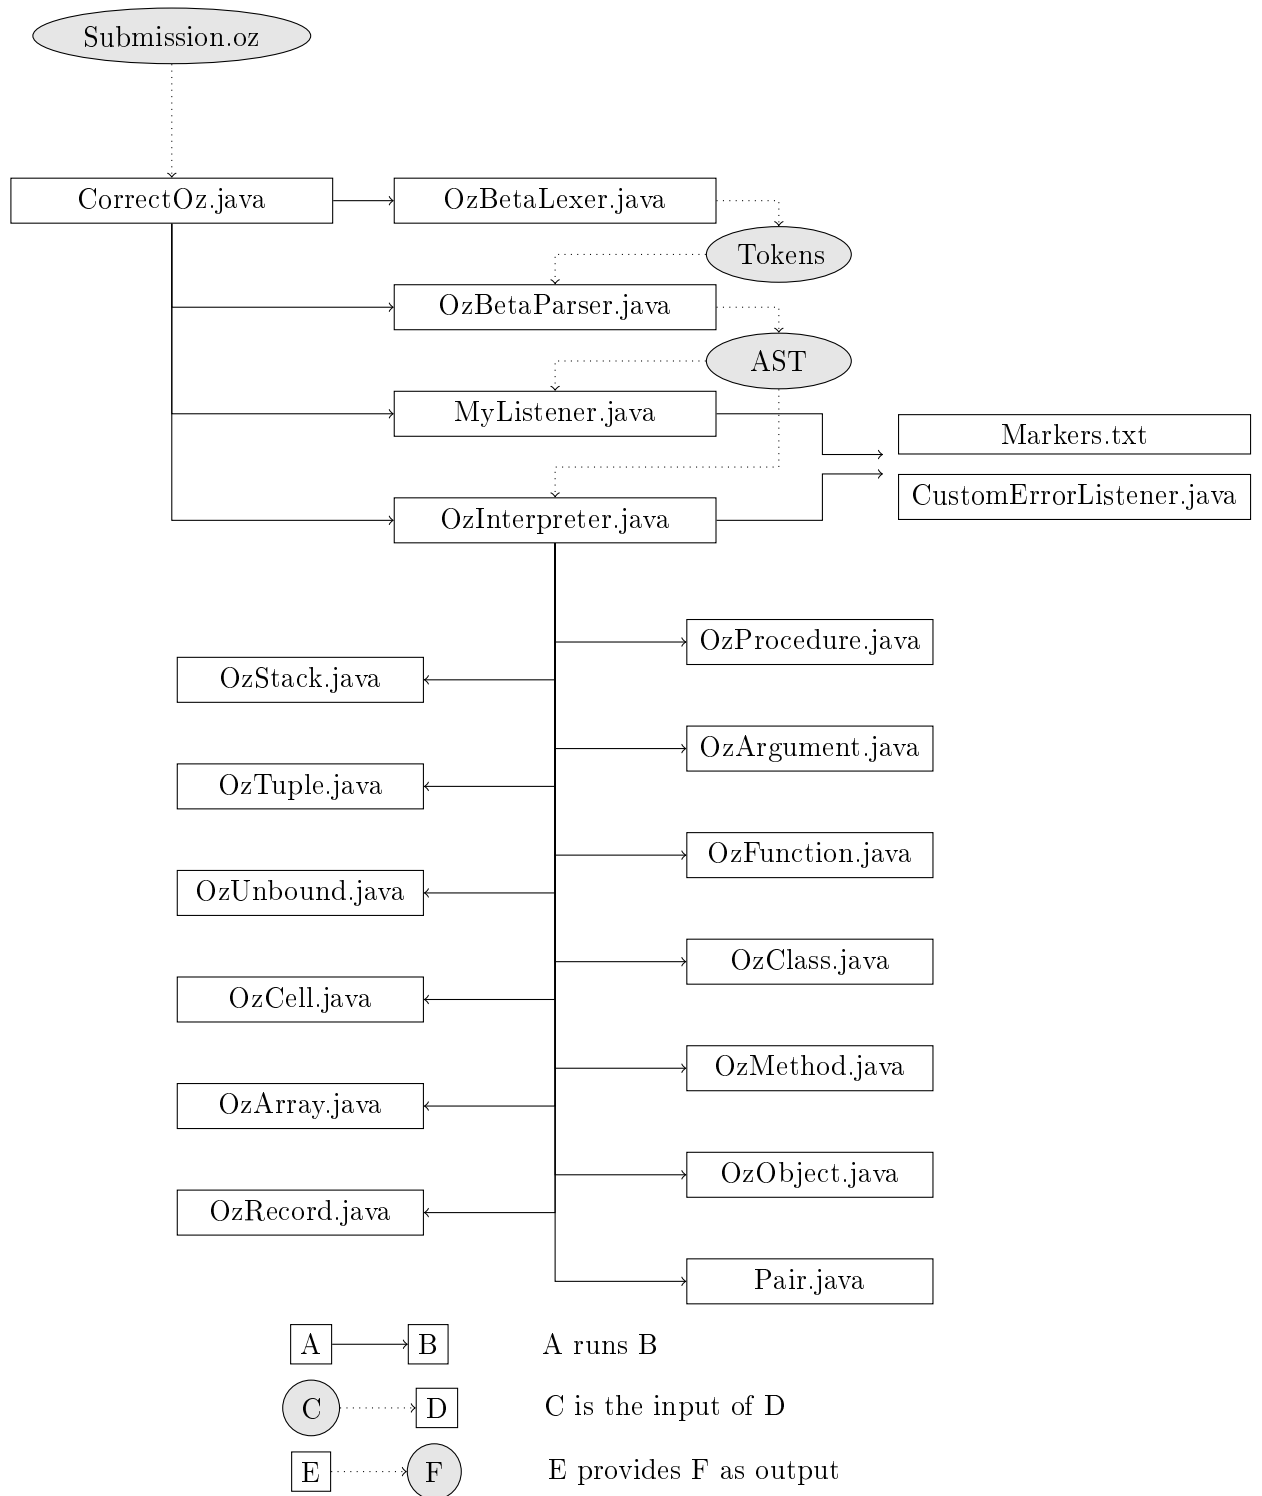 Submission.oz
CorrectOz.java
OzBetaLexer.java
Tokens
OzBetaParser.java
AST
MyListener.java
Markers.txt
CustomErrorListener.java
OzInterpreter.java
OzProcedure.java
OzStack.java
OzArgument.java
OzTuple.java
OzFunction.java
OzUnbound.java
OzClass.java
OzCell.java
OzMethod.java
OzArray.java
OzObject.java
OzRecord.java
Pair.java
A B A runs B
C D C is the input of D
E F E provides F as output